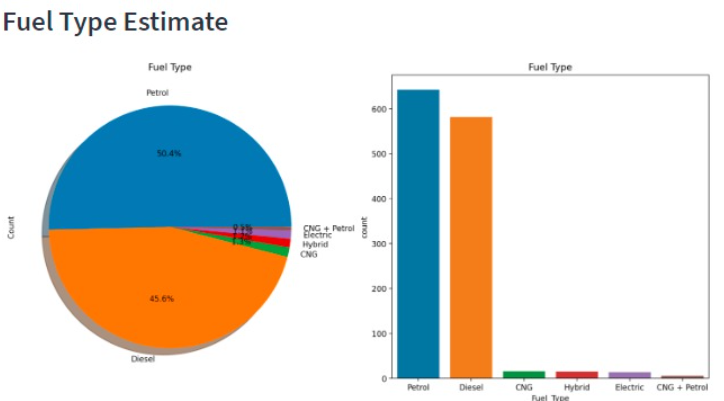 Fuel Type Estimate
Fuel Type
Petrol
50.4%
Count
CNG + Petrol
Electric
Hybrid
CNG
45.6%
Diesel
Fuel Type
600
500
400
300
200
100
0
count
Petrol Diesel CNG Hybrid Electric CNG + Petrol
Fuel_Type